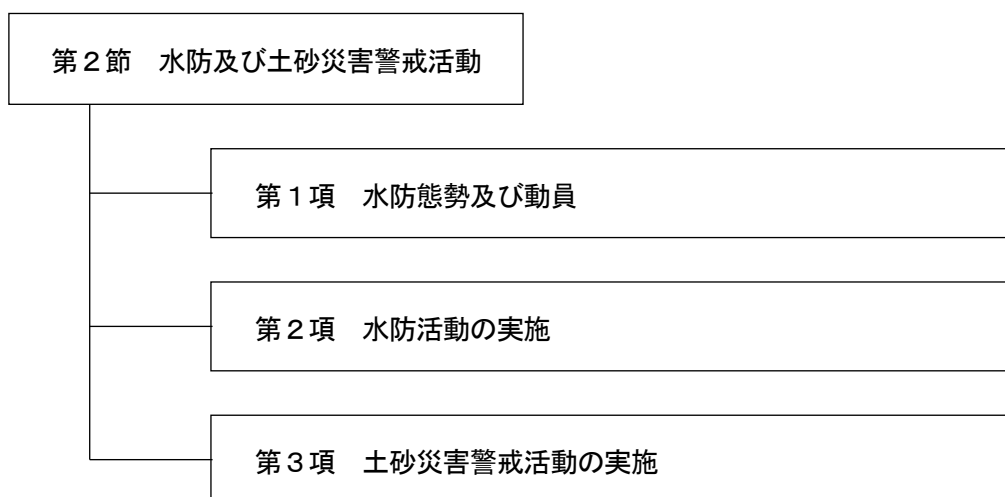 第２節　水防及び土砂災害警戒活動
第１項　水防態勢及び動員
第２項　水防活動の実施
第３項　土砂災害警戒活動の実施